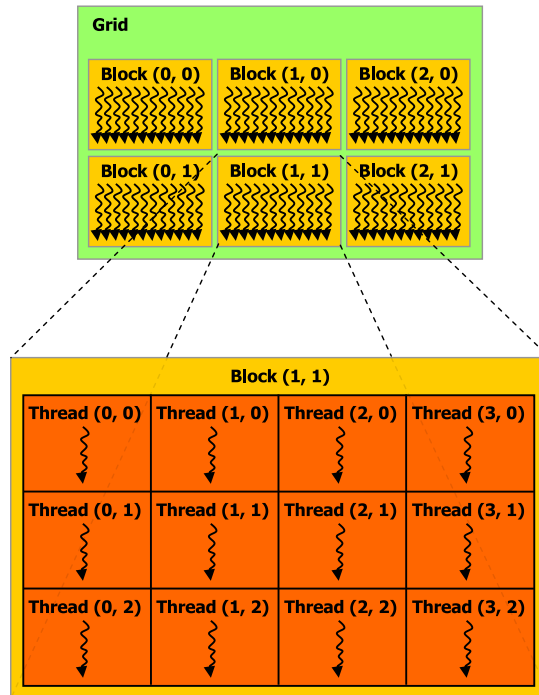 Grid
Block (0, 0) Block (1, 0) Block (2, 0)
Block (0, 1) Block (1, 1) Block (2, 1)
Block (1, 1)
Thread (0, 0) Thread (1, 0) Thread (2, 0) Thread (3, 0)
Thread (0, 1) Thread (1, 1) Thread (2, 1) Thread (3, 1)
Thread (0, 2) Thread (1, 2) Thread (2, 2) Thread (3, 2)